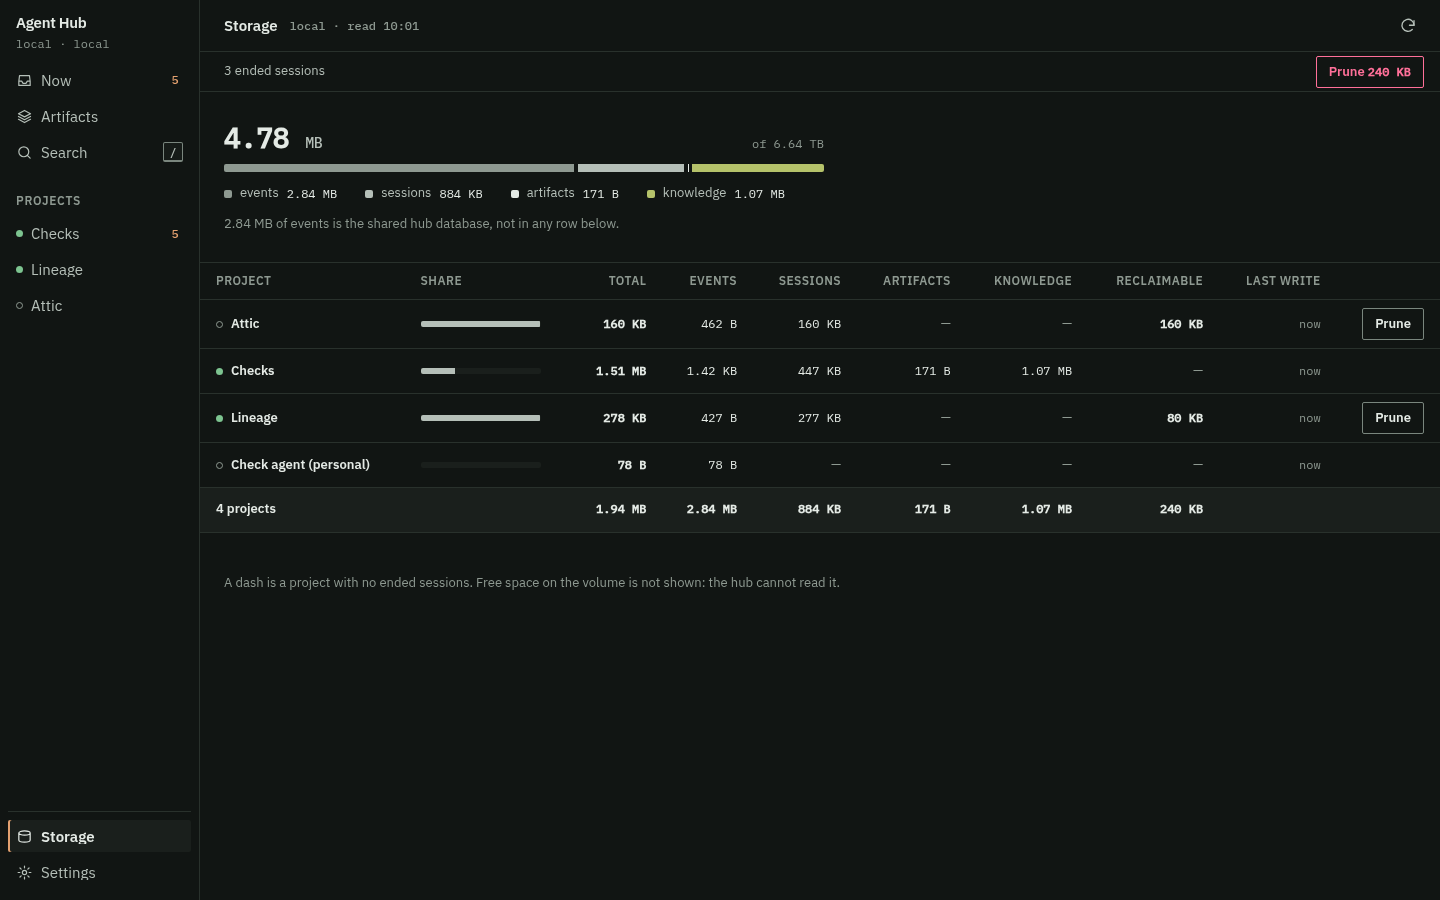 Agent Hub
local · local
Now 5
Artifacts
Search /
PROJECTS
Checks 5
Lineage
Attic
Storage
Settings
Storage local · read 10:01
3 ended sessions Prune 240 KB
4.78 MB of 6.64 TB
events 2.84 MB sessions 884 KB artifacts 171 B knowledge 1.07 MB
2.84 MB of events is the shared hub database, not in any row below.
PROJECT SHARE TOTAL EVENTS SESSIONS ARTIFACTS KNOWLEDGE RECLAIMABLE LAST WRITE
Attic 160 KB 462 B 160 KB — — 160 KB now Prune
Checks 1.51 MB 1.42 KB 447 KB 171 B 1.07 MB — now
Lineage 278 KB 427 B 277 KB — — 80 KB now Prune
Check agent (personal) 78 B 78 B — — — — now
4 projects 1.94 MB 2.84 MB 884 KB 171 B 1.07 MB 240 KB
A dash is a project with no ended sessions. Free space on the volume is not shown: the hub cannot read it.